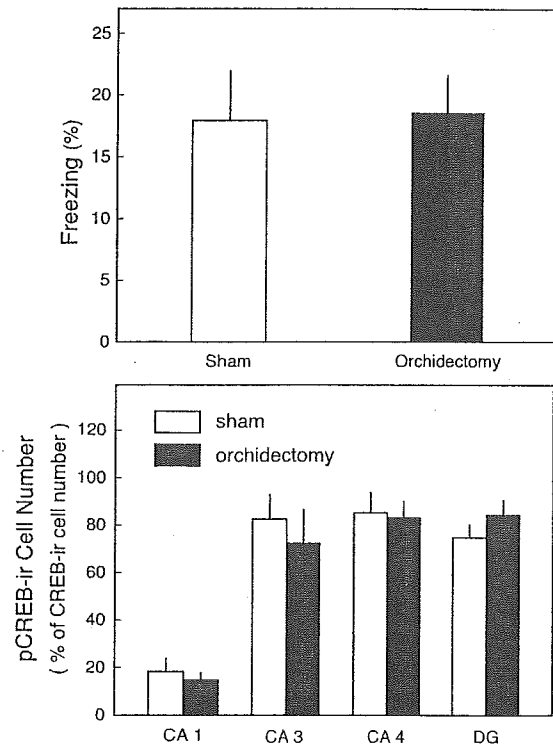 25
20
15
10
5
0
Freezing (%)
Sham
Orchidectomy
120
100
80
60
40
20
0
pCREB-ir Cell Number
( % of CREB-ir cell number )
sham
orchidectomy
CA 1
CA 3
CA 4
DG